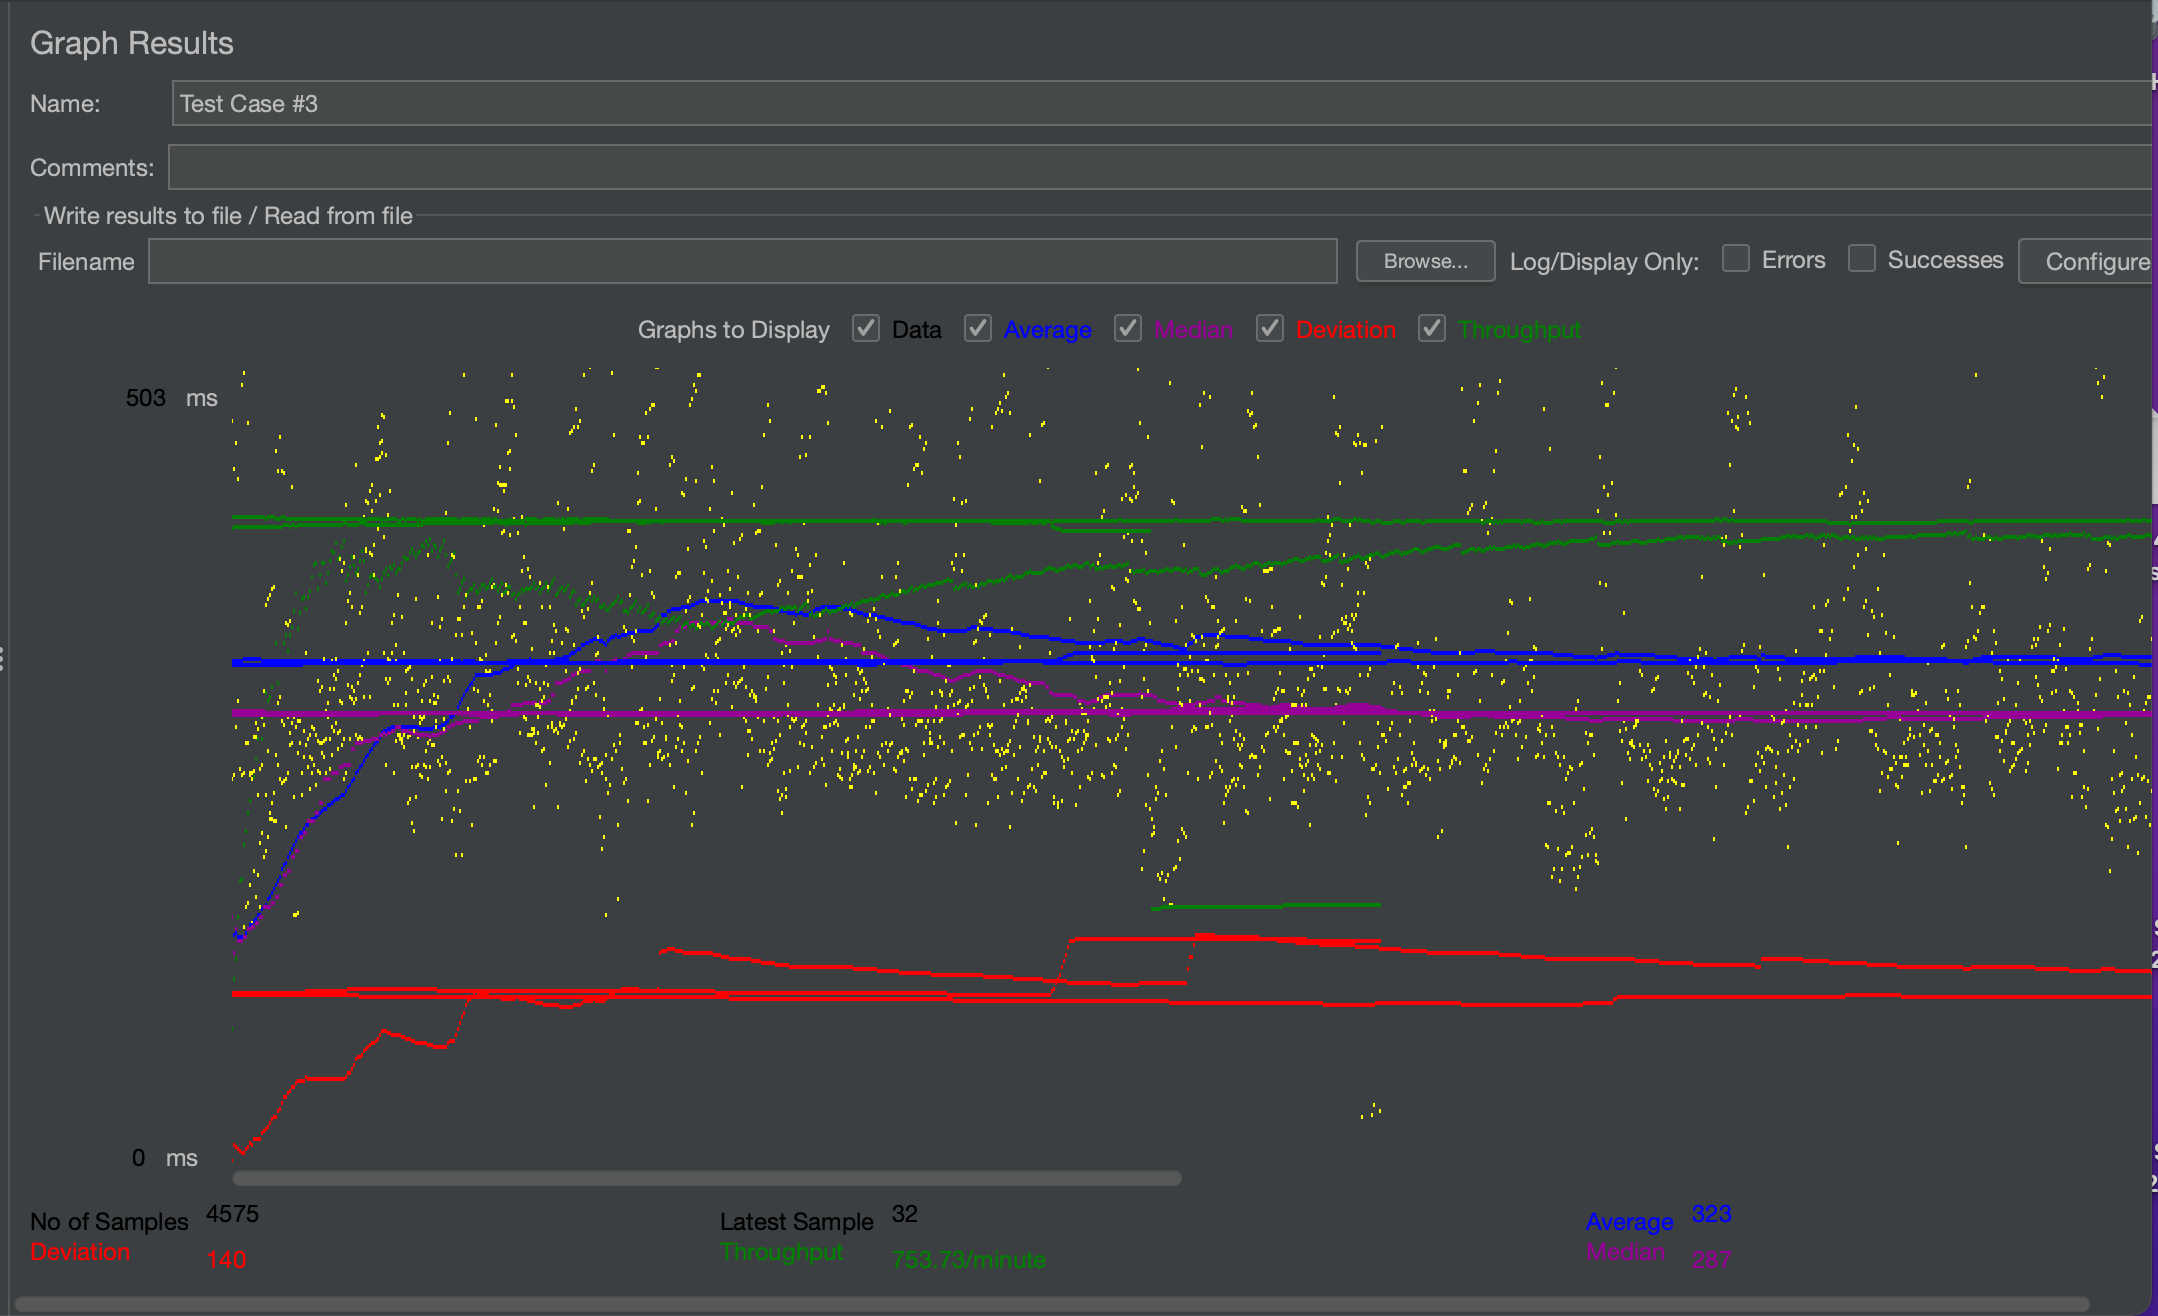 Graph Results
Name: Test Case #3
Comments:
Write results to file / Read from file
Filename Browse... Log/Display Only: Errors Successes Configure
Graphs to Display Data Average Median Deviation Throughput
503 ms
0 ms
No of Samples 4575 Latest Sample 32 Average 323
Deviation 140 Throughput 753.73/minute Median 287